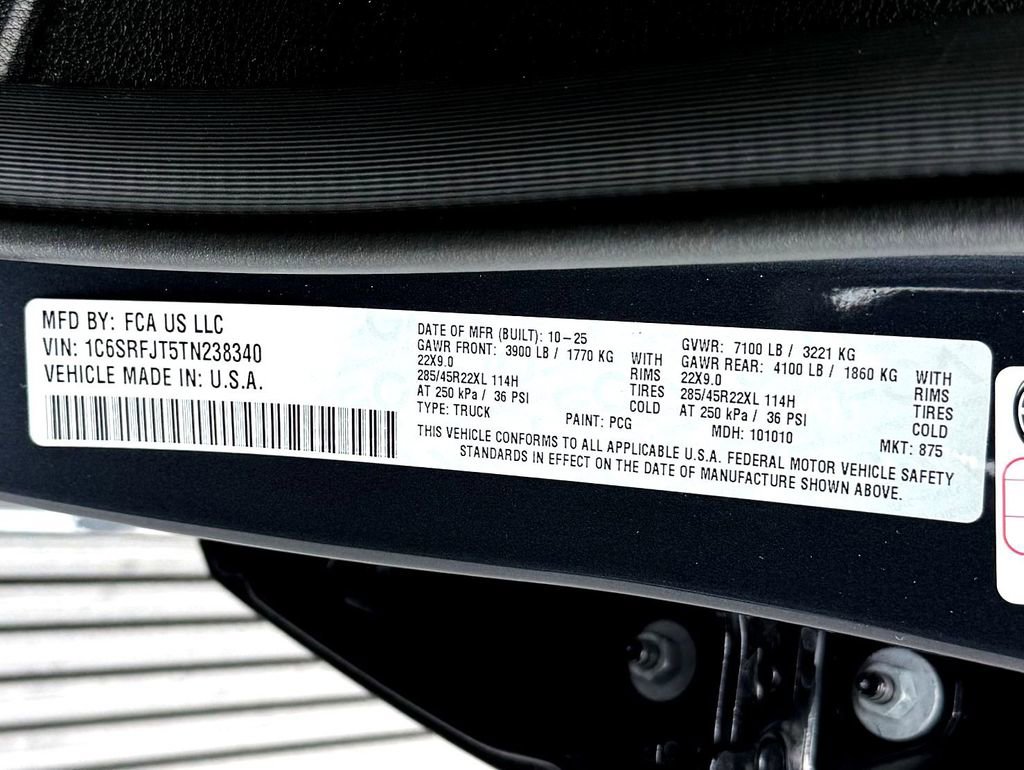 MFD BY: FCA US LLC
VIN: 1C6SRFJT5TN238340
VEHICLE MADE IN: U.S.A.
DATE OF MFR (BUILT): 10-25
GAWR FRONT: 3900 LB / 1770 KG WITH
22X9.0 RIMS
285/45R22XL 114H TIRES
AT 250 kPa / 36 PSI COLD
TYPE: TRUCK PAINT: PCG
GVWR: 7100 LB / 3221 KG
GAWR REAR: 4100 LB / 1860 KG WITH
22X9.0 RIMS
285/45R22XL 114H TIRES
AT 250 kPa / 36 PSI COLD
MDH: 101010 MKT: 875
THIS VEHICLE CONFORMS TO ALL APPLICABLE U.S.A. FEDERAL MOTOR VEHICLE SAFETY
STANDARDS IN EFFECT ON THE DATE OF MANUFACTURE SHOWN ABOVE.